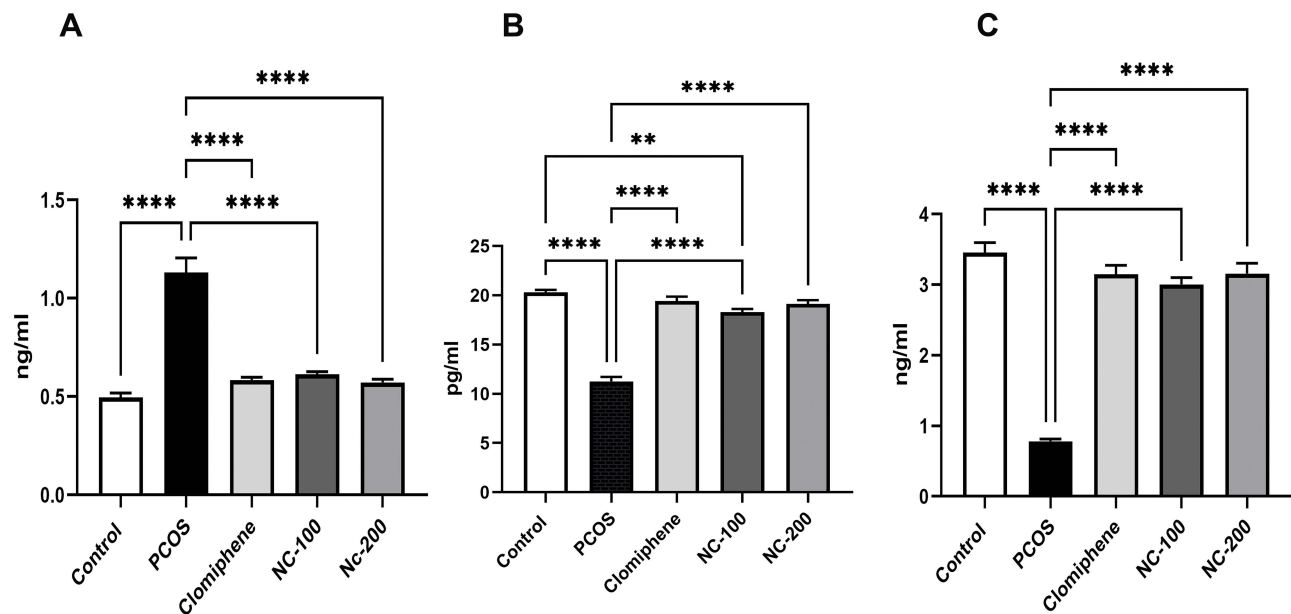 A
****
****
****
****
ng/ml
1.5
1.0
0.5
0.0
Control
PCOS
Clomiphene
NC-100
Nc-200
B
****
**
****
****
****
pg/ml
25
20
15
10
5
0
Control
PCOS
Clomiphene
NC-100
NC-200
C
****
****
****
****
ng/ml
4
3
2
1
0
Control
PCOS
Clomiphene
NC-100
NC-200